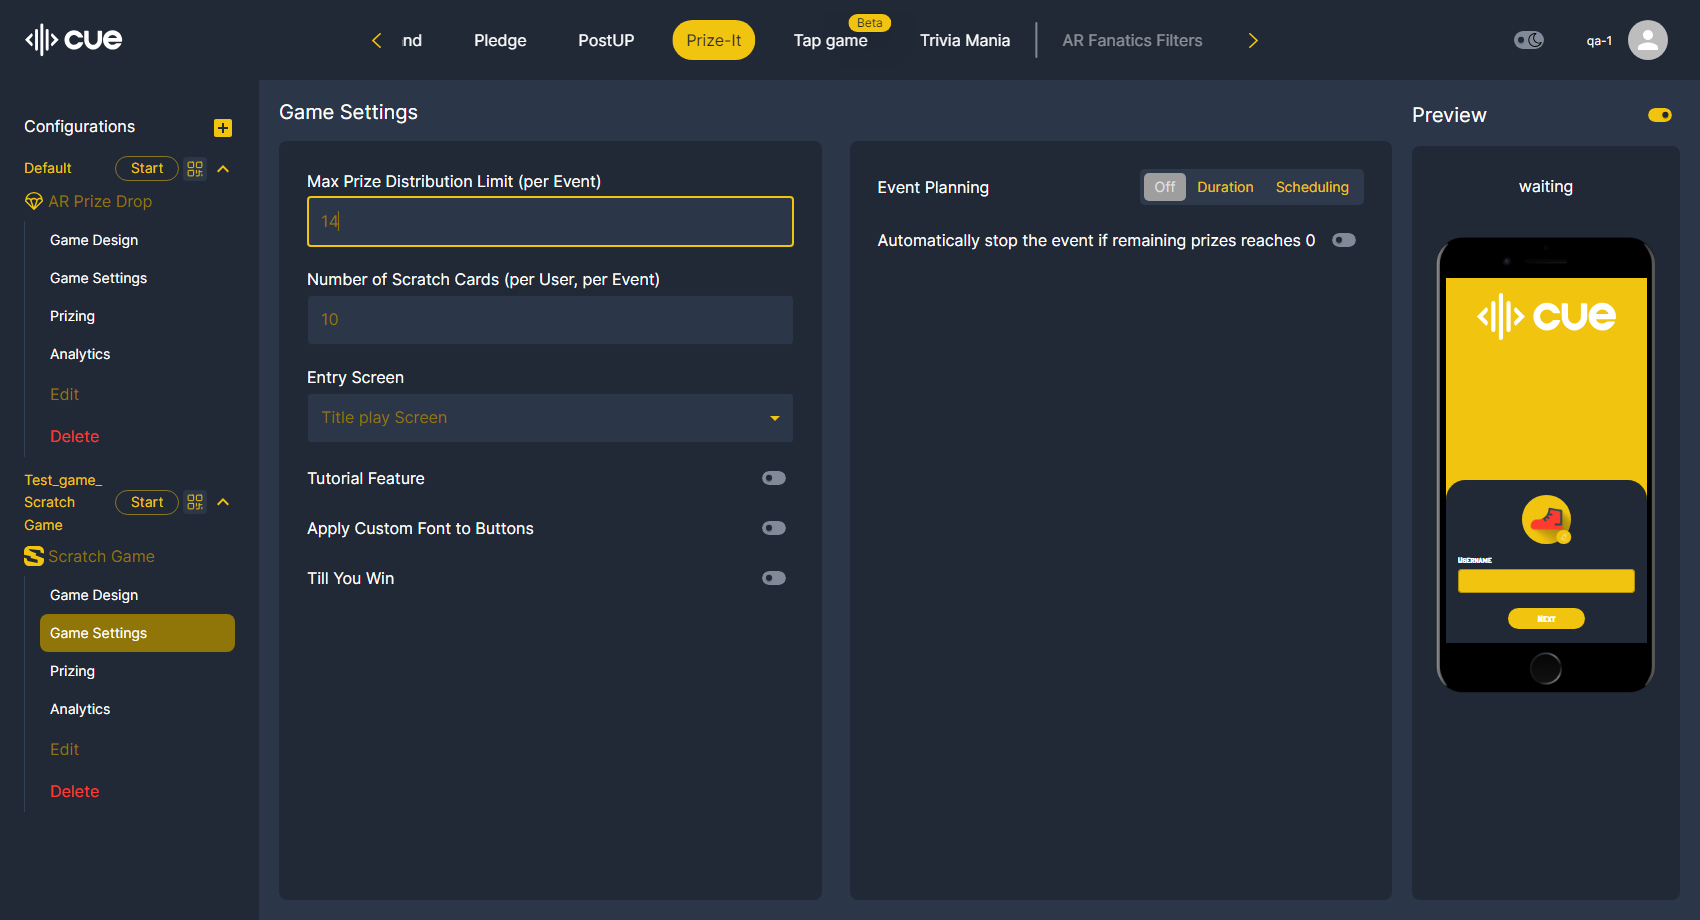 cue
nd
Pledge
PostUP
Prize-It
Beta
Tap game
Trivia Mania
AR Fanatics Filters
qa-1
Configurations
Default
Start
AR Prize Drop
Game Design
Game Settings
Prizing
Analytics
Edit
Delete
Test_game_
Scratch
Game
Start
Scratch Game
Game Design
Game Settings
Prizing
Analytics
Edit
Delete
Game Settings
Max Prize Distribution Limit (per Event)
14
Number of Scratch Cards (per User, per Event)
10
Entry Screen
Title play Screen
Tutorial Feature
Apply Custom Font to Buttons
Till You Win
Event Planning
Off
Duration
Scheduling
Automatically stop the event if remaining prizes reaches 0
Preview
waiting
cue
Username
Next